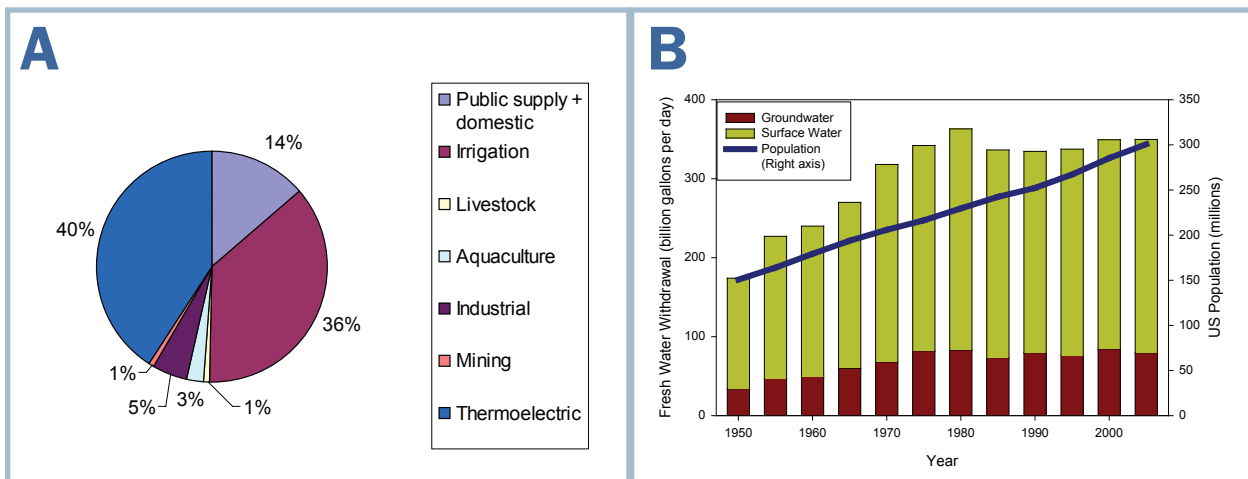 A
14%
36%
1%
3%
5%
1%
40%
Public supply +
domestic
Irrigation
Livestock
Aquaculture
Industrial
Mining
Thermoelectric
B
Fresh Water Withdrawal (billion gallons per day)
400
300
200
100
0
Groundwater
Surface Water
Population
(Right axis)
350
300
250
200
150
100
50
0
US Population (millions)
1950
1960
1970
1980
1990
2000
Year